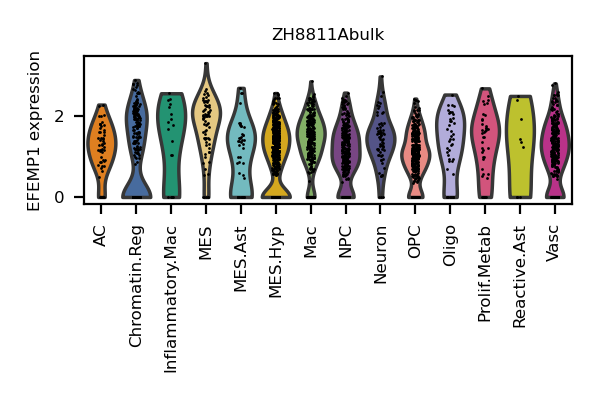 ZH8811Abulk
EFEMP1 expression
2
0
AC
Chromatin.Reg
Inflammatory.Mac
MES
MES.Ast
MES.Hyp
Mac
NPC
Neuron
OPC
Oligo
Prolif.Metab
Reactive.Ast
Vasc